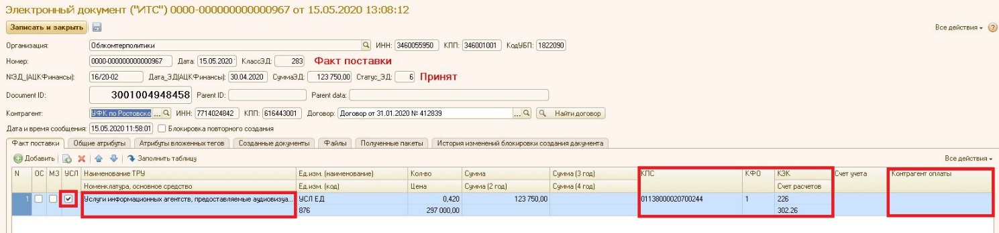 Электронный документ ("ИТС") 0000-000000000000967 от 15.05.2020 13:08:12
Записать и закрыть Все действия
Организация: Облкомтерполитики ИНН: 3460055950 КПП: 346001001 КодУБП: 1822090
Номер: 0000-000000000000967 Дата: 15.05.2020 КлассЭД: 283 Факт поставки
№ЭД_(АЦКФинансы): 16/20-02 Дата_ЭД(АЦКФинансы): 30.04.2020 СуммаЭД: 123 750,00 Статус_ЭД: 6 Принят
Document ID: 3001004948458 Parent ID: Parent data:
Контрагент: УФК по Ростовско ... ИНН: 7714024842 КПП: 616443001 Договор: Договор от 31.01.2020 № 412839 ... Найти договор
Дата и время сообщения: 15.05.2020 11:58:01 Блокировка повторного создания
Факт поставки Общие атрибуты Атрибуты вложенных тегов Созданные документы Файлы Полученные пакеты История изменений блокировки создания дакумента
Добавить Заполнить таблицу Все действия
N ОС МЗ УСЛ Наименование ТРУ Ед.изм. (наименование) Кол-во Сумма Сумма (3 год) КПС КФО КЭК Счет учета Контрагент оплаты
Номенклатура, основное средство Ед.изм. (код) Цена Сумма (2 год) Сумма (4 год) Счет расчетов
1 Услуги информационных агентств, предоставляемые аудиовизуа... УСЛ ЕД 0,420 123 750,00 01138000020700244 1 226
876 297 000,00 302.26